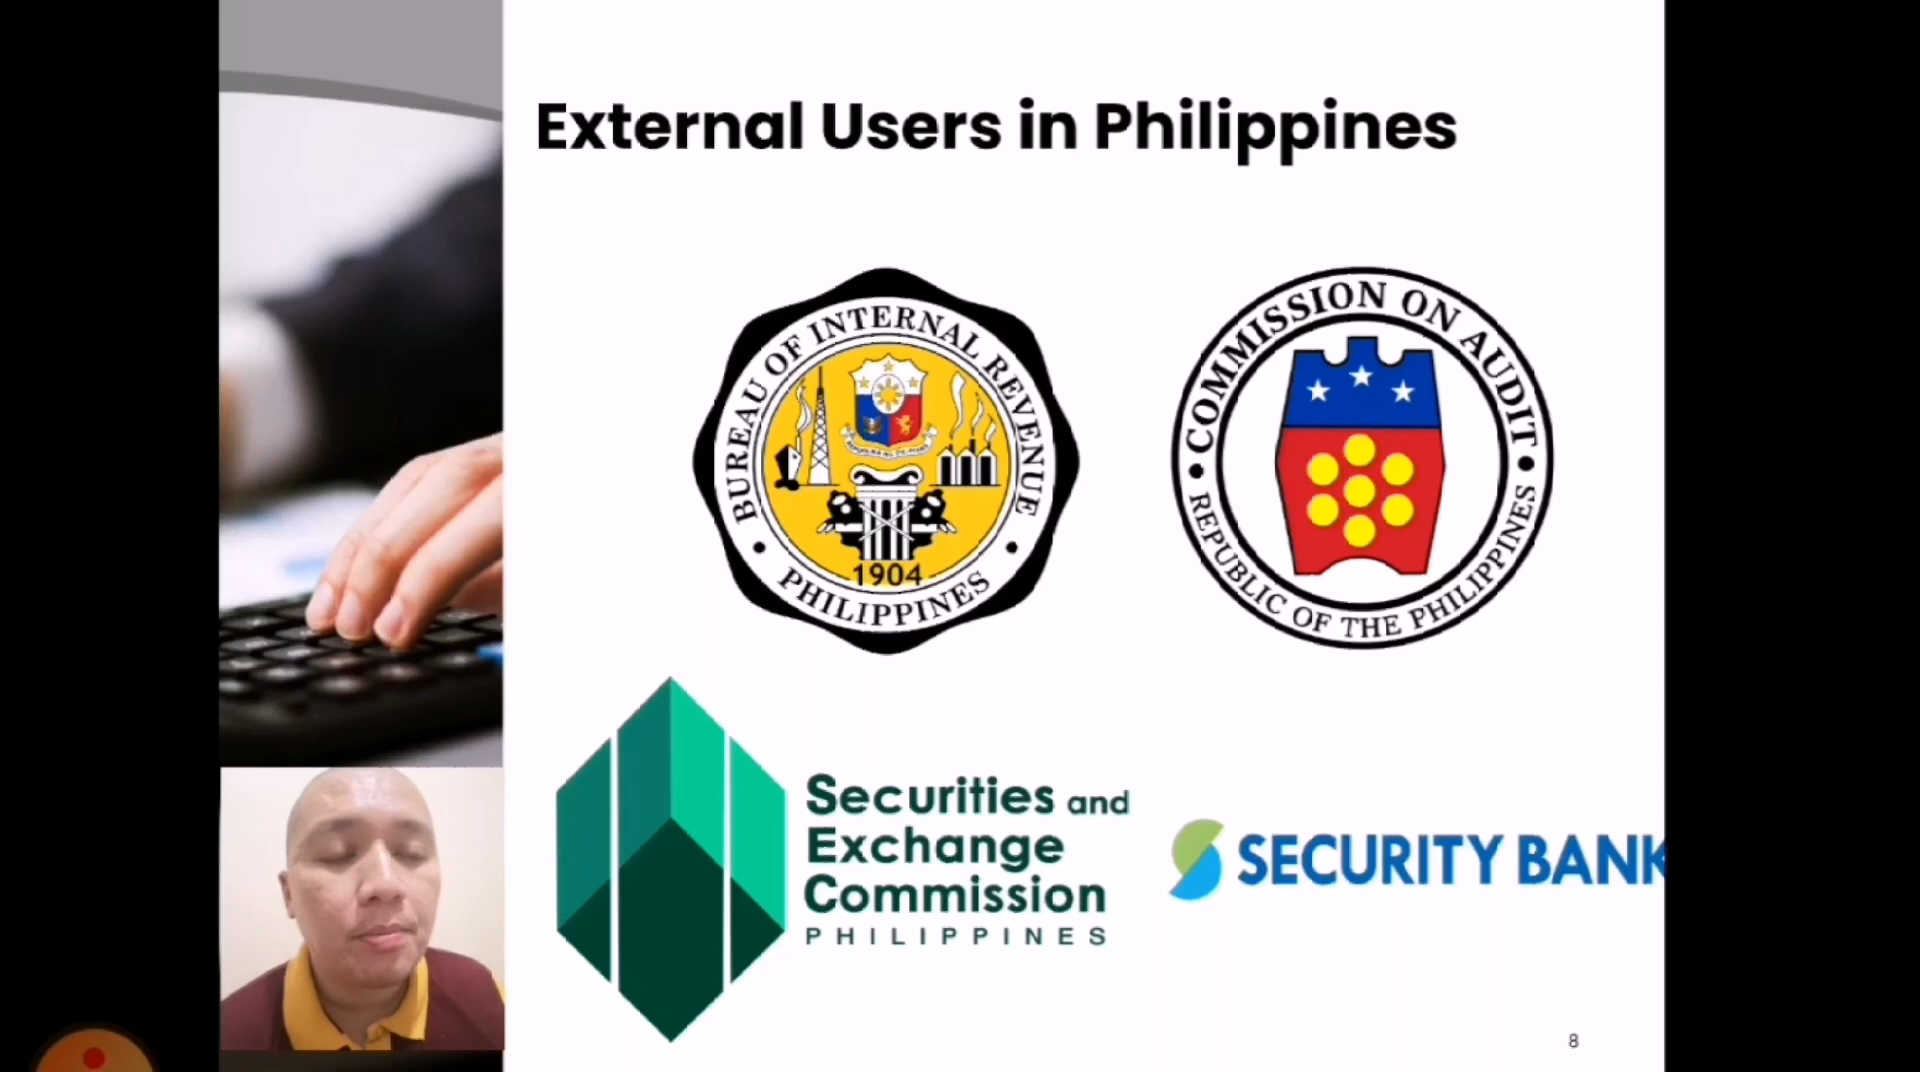 External Users in Philippines
BUREAU OF INTERNAL REVENUE
1904
PHILIPPINES
COMMISSION ON AUDIT
REPUBLIC OF THE PHILIPPINES
Securities and
Exchange
Commission
PHILIPPINES
SECURITY BANK
8